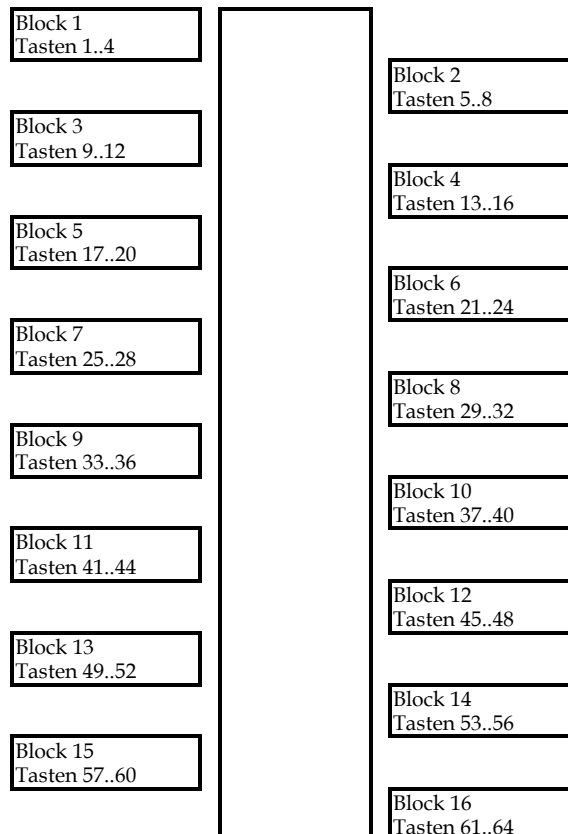 Block 1
Tasten 1..4
Block 2
Tasten 5..8
Block 3
Tasten 9..12
Block 4
Tasten 13..16
Block 5
Tasten 17..20
Block 6
Tasten 21..24
Block 7
Tasten 25..28
Block 8
Tasten 29..32
Block 9
Tasten 33..36
Block 10
Tasten 37..40
Block 11
Tasten 41..44
Block 12
Tasten 45..48
Block 13
Tasten 49..52
Block 14
Tasten 53..56
Block 15
Tasten 57..60
Block 16
Tasten 61..64